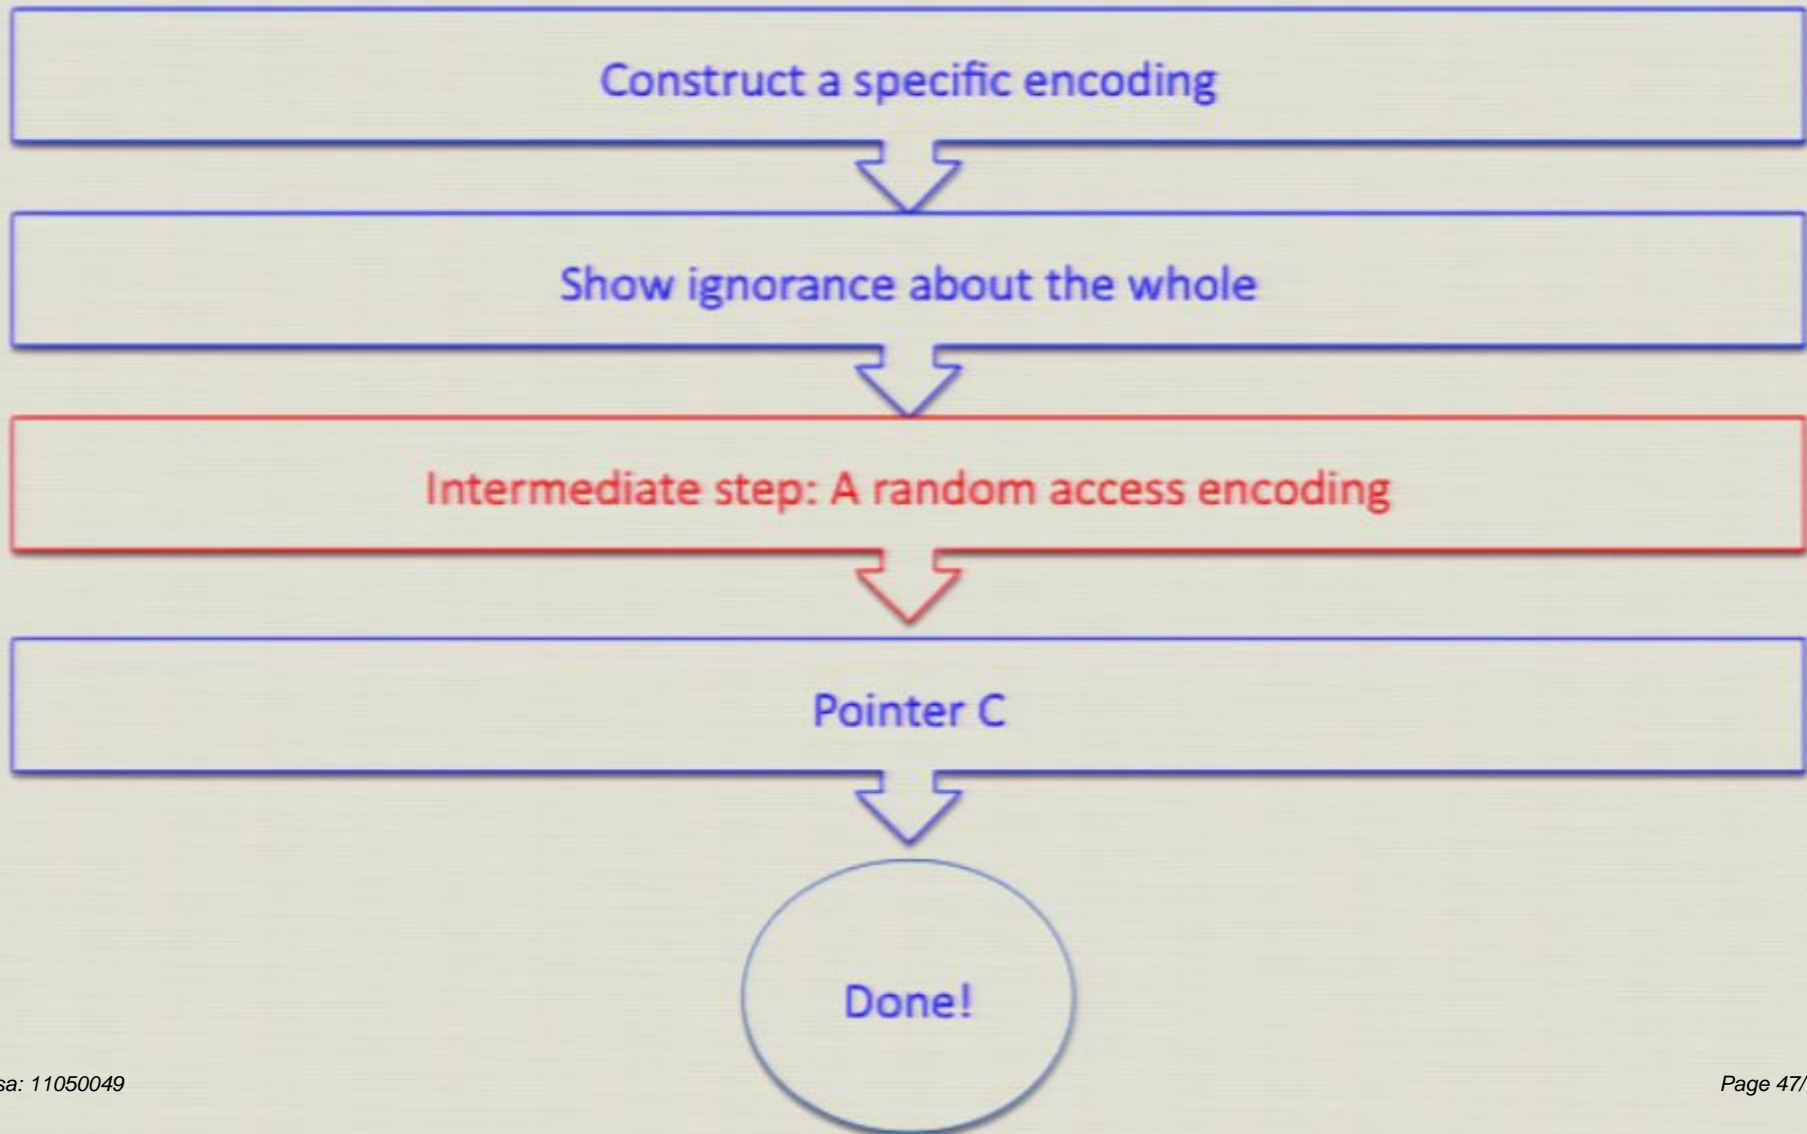 Construct a specific encoding
Show ignorance about the whole
Intermediate step: A random access encoding
Pointer C
Done!
sa: 11050049
Page 47/